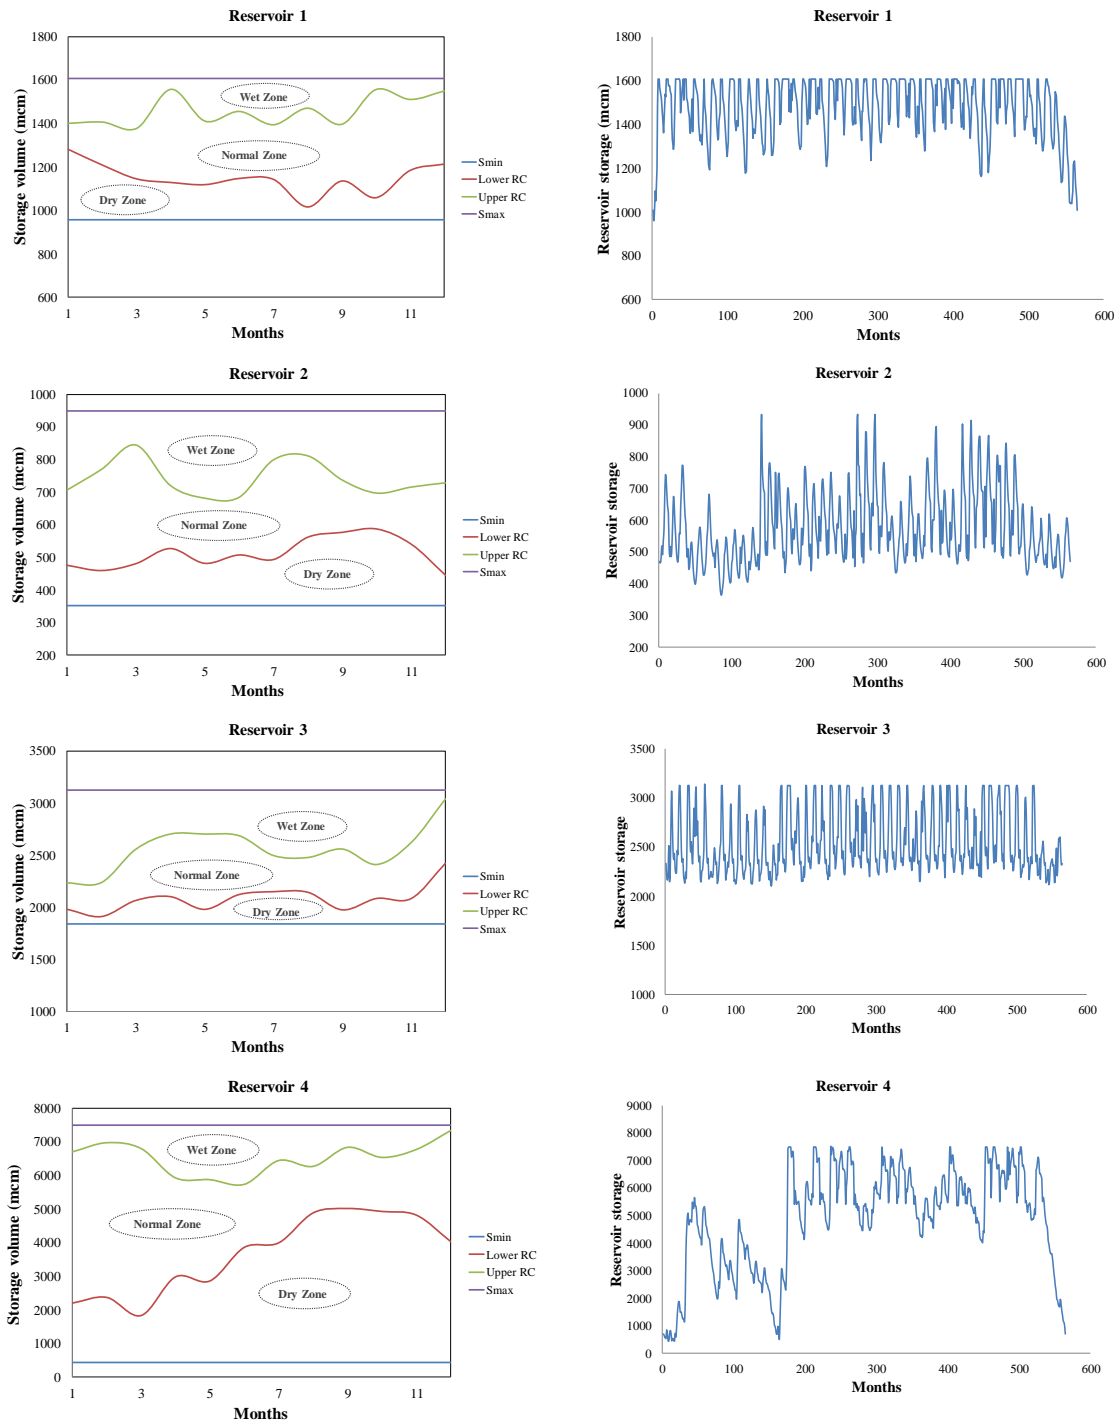 Reservoir 1
1800
1600
1400
1200
1000
800
600
1 3 5 7 9 11
Storage volume (mcm)
Months
Wet Zone
Normal Zone
Dry Zone
Smin
Lower RC
Upper RC
Smax
Reservoir 1
1800
1600
1400
1200
1000
800
600
0 100 200 300 400 500 600
Reservoir storage (mcm)
Monts
Reservoir 2
1000
900
800
700
600
500
400
300
200
1 3 5 7 9 11
Storage volume (mcm)
Months
Wet Zone
Normal Zone
Dry Zone
Smin
Lower RC
Upper RC
Smax
Reservoir 2
1000
900
800
700
600
500
400
300
200
0 100 200 300 400 500 600
Reservoir storage
Months
Reservoir 3
3500
3000
2500
2000
1500
1000
1 3 5 7 9 11
Storage volume (mcm)
Months
Wet Zone
Normal Zone
Dry Zone
Smin
Lower RC
Upper RC
Smax
Reservoir 3
3500
3000
2500
2000
1500
1000
0 100 200 300 400 500 600
Reservoir storage
Months
Reservoir 4
8000
7000
6000
5000
4000
3000
2000
1000
0
1 3 5 7 9 11
Storage volume (mcm)
Months
Wet Zone
Normal Zone
Dry Zone
Smin
Lower RC
Upper RC
Smax
Reservoir 4
9000
8000
7000
6000
5000
4000
3000
2000
1000
0
0 100 200 300 400 500 600
Reservoir storage
Months